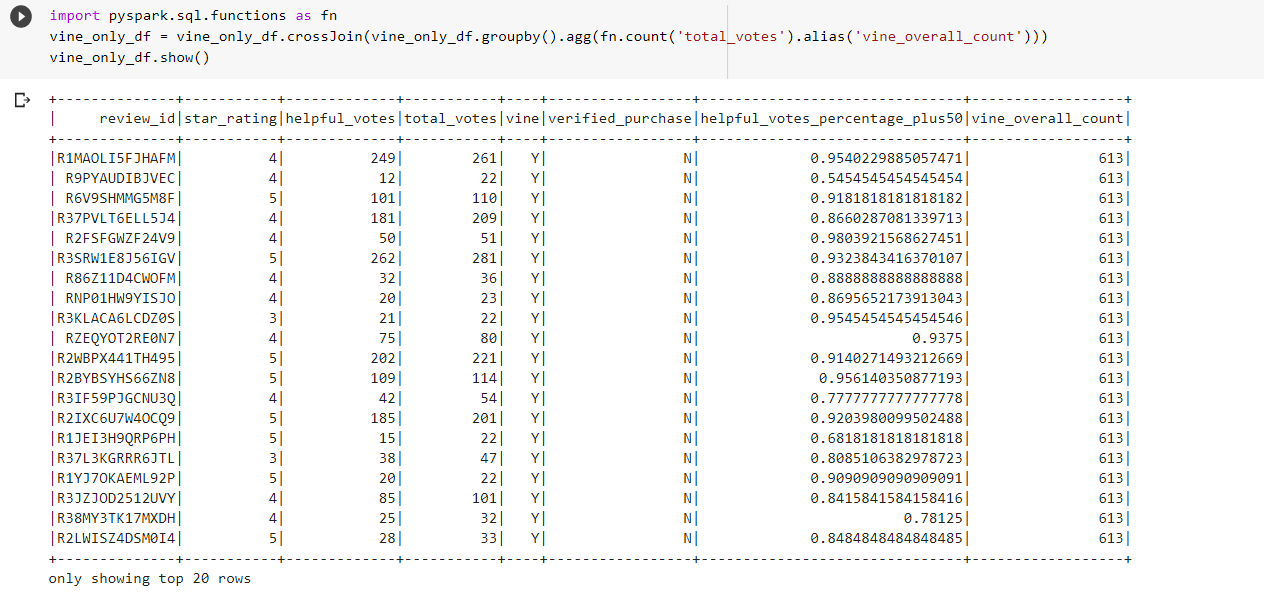 import pyspark.sql.functions as fn
vine_only_df = vine_only_df.crossJoin(vine_only_df.groupby().agg(fn.count('total_votes').alias('vine_overall_count')))
vine_only_df.show()
+--------------+-----------+-------------+-----------+----+-----------------+-------------------------------+------------------+
|     review_id|star_rating|helpful_votes|total_votes|vine|verified_purchase|helpful_votes_percentage_plus50|vine_overall_count|
+--------------+-----------+-------------+-----------+----+-----------------+-------------------------------+------------------+
|R1MAOLI5FJHAFM|          4|          249|        261|   Y|                N|             0.9540229885057471|               613|
| R9PYAUDIBJVEC|          4|           12|         22|   Y|                N|             0.5454545454545454|               613|
| R6V9SHMMG5M8F|          5|          101|        110|   Y|                N|             0.9181818181818182|               613|
|R37PVLT6ELL5J4|          4|          181|        209|   Y|                N|             0.8660287081339713|               613|
|R2FSFGWZF24V9|          4|           50|         51|   Y|                N|             0.9803921568627451|               613|
|R3SRW1E8J56IGV|          5|          262|        281|   Y|                N|             0.9323843416370107|               613|
| R86Z11D4CWOFM|          4|           32|         36|   Y|                N|             0.8888888888888888|               613|
| RNP01HW9YISJO|          4|           20|         23|   Y|                N|             0.8695652173913043|               613|
|R3KLACA6LCDZ0S|          3|           21|         22|   Y|                N|             0.9545454545454546|               613|
| RZEQYOT2RE0N7|          4|           75|         80|   Y|                N|                         0.9375|               613|
|R2WBPX441TH495|          5|          202|        221|   Y|                N|             0.9140271493212669|               613|
|R2BYBSYHS66ZN8|          5|          109|        114|   Y|                N|              0.956140350877193|               613|
|R3IF59PJGCNU3Q|          4|           42|         54|   Y|                N|             0.7777777777777778|               613|
|R2IXC6U7W4OCQ9|          5|          185|        201|   Y|                N|             0.9203980099502488|               613|
|R1JEI3H9QRP6PH|          5|           15|         22|   Y|                N|             0.6818181818181818|               613|
|R37L3KGRRR6JTL|          3|           38|         47|   Y|                N|             0.8085106382978723|               613|
|R1YJ7OKAEML92P|          5|           20|         22|   Y|                N|             0.9090909090909091|               613|
|R3JZJOD2512UVY|          4|           85|        101|   Y|                N|             0.8415841584158416|               613|
|R38MY3TK17MXDH|          4|           25|         32|   Y|                N|                        0.78125|               613|
|R2LWISZ4DSM0I4|          5|           28|         33|   Y|                N|             0.8484848484848485|               613|
+--------------+-----------+-------------+-----------+----+-----------------+-------------------------------+------------------+
only showing top 20 rows